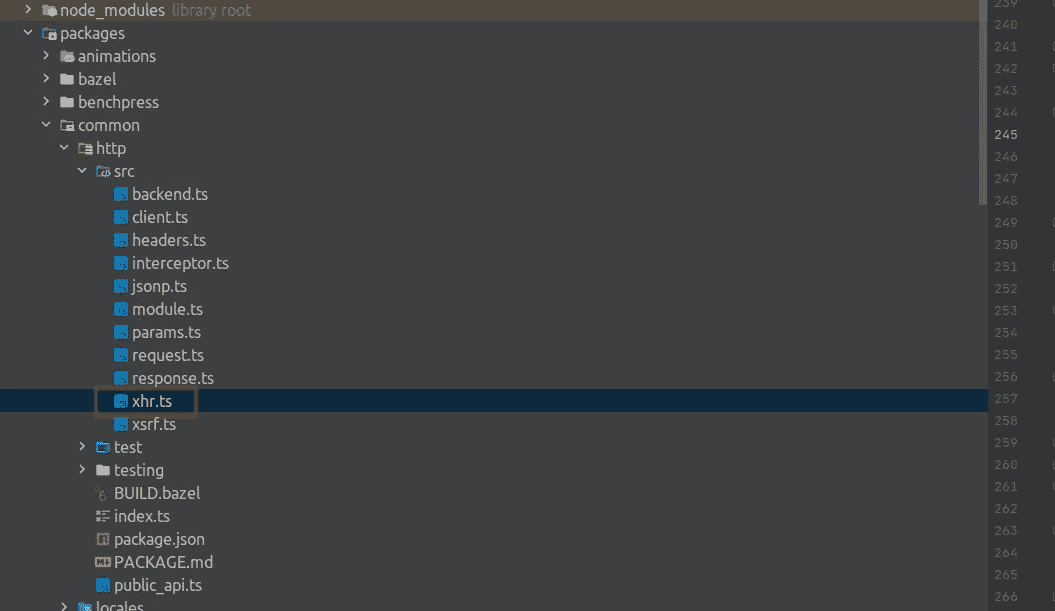 node_modules library root
packages
animations
bazel
benchpress
common
http
src
backend.ts
client.ts
headers.ts
interceptor.ts
jsonp.ts
module.ts
params.ts
request.ts
response.ts
xhr.ts
xsrf.ts
test
testing
BUILD.bazel
index.ts
package.json
PACKAGE.md
public_api.ts
locales
239
240
241
242
243
244
245
246
247
248
249
250
251
252
253
254
255
256
257
258
259
260
261
262
263
264
265
266